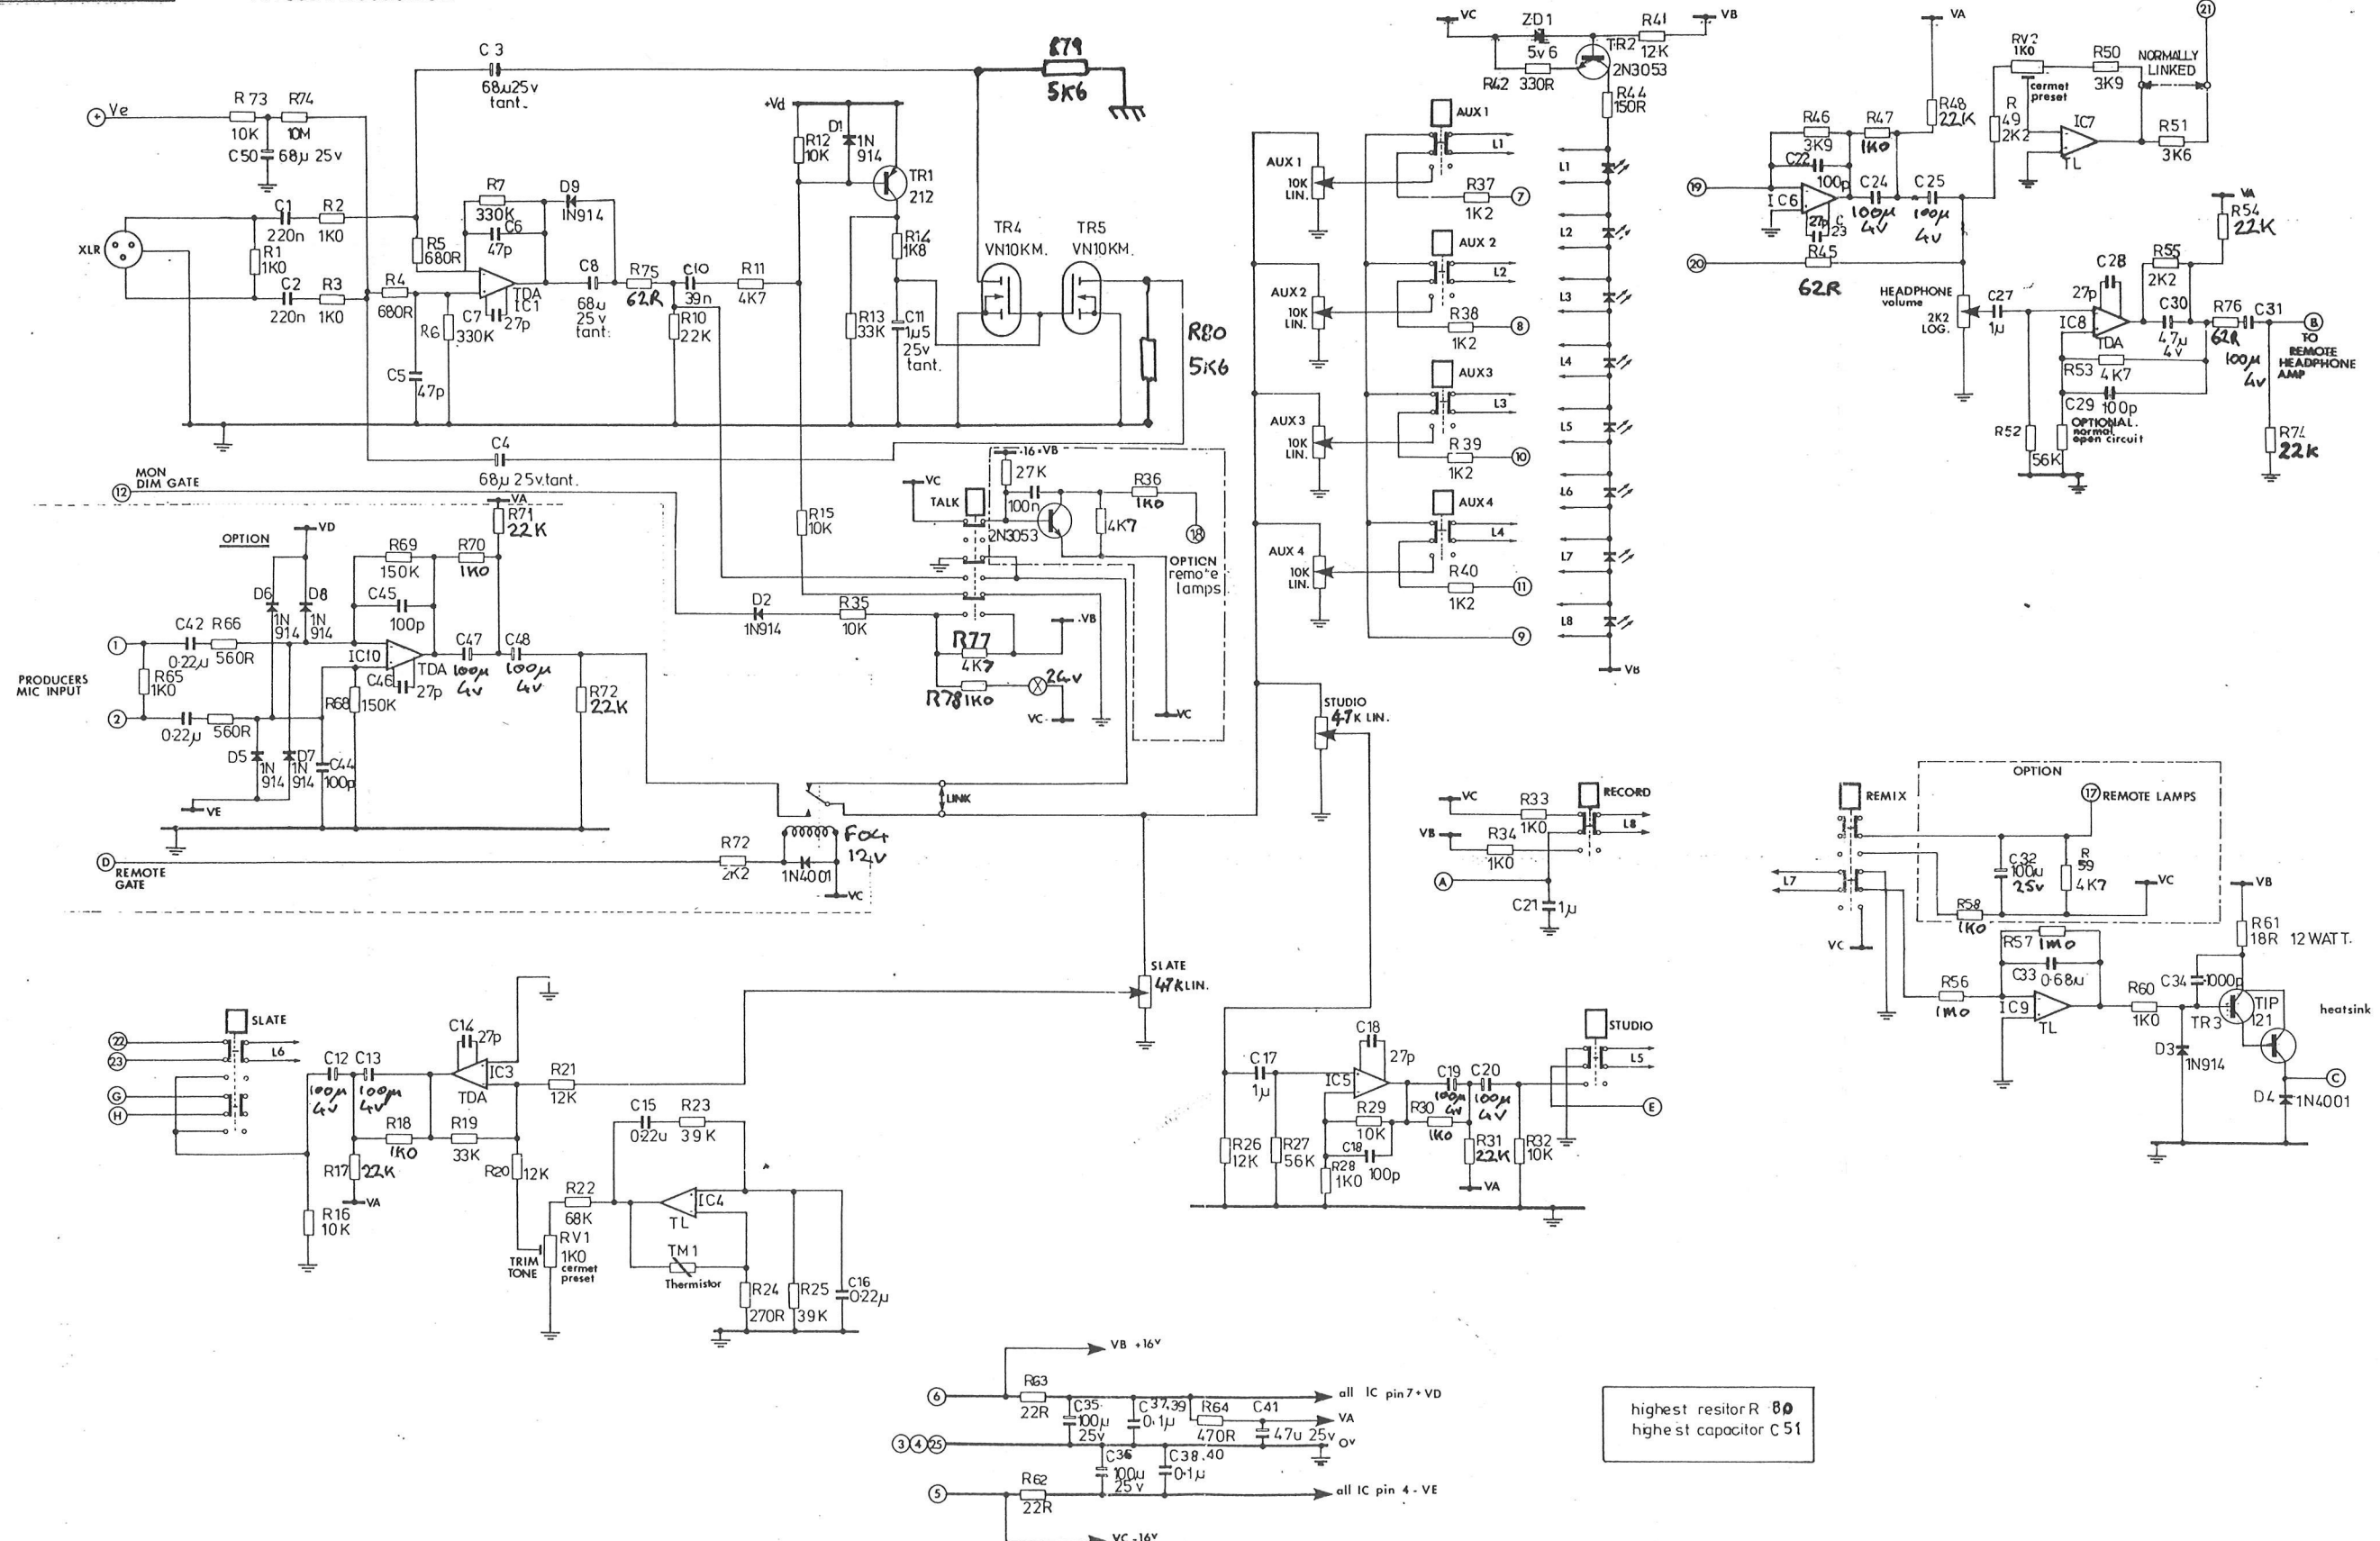 C 3
68µ25v
tant.
R79
5K6
+Ve
R 73
R74
10K
10M
C50
68µ 25v
XLR
C1
R2
220n
1K0
R1
1K0
C2
R3
220n
1K0
R5
680R
R4
680R
R6
330K
C5
47p
R7
330K
C6
47p
D9
IN914
TDA
IC1
C7
27p
C8
68µ
25 v
tant.
R75
62R
C10
39n
R10
22K
R11
4K7
+Vd
R12
10K
D1
1N
914
TR1
212
R14
1K8
R13
33K
C11
1µ5
25v
tant.
TR4
VN10KM.
TR5
VN10KM.
R80
5K6
C4
68µ 25v.tant.
MON
DIM GATE
12
VC
ZD1
5v6
R42 330R
TR2
2N3053
R41
12K
VB
R44
150R
AUX 1
10K
LIN.
AUX 1
L1
R37
1K2
7
AUX2
10K
LIN.
AUX 2
L2
R38
1K2
8
AUX 3
10K
LIN.
AUX3
L3
R39
1K2
10
AUX 4
10K
LIN.
AUX4
L4
R40
1K2
11
9
L1
L2
L3
L4
L5
L6
L7
L8
VB
VA
R48
22K
R46
3K9
R47
1K0
C22
100p
19
IC6
27p
C
23
C24
100µ
4v
C25
100µ
4v
20
R45
62R
RV2
1K0
cermet
preset
R50
3K9
NORMALLY
LINKED
21
R
49
2K2
IC7
TL
R51
3K6
HEADPHONE
volume
2K2
LOG.
C27
1µ
C28
27p
IC8
TDA
R55
2K2
VA
R54
22K
C30
4,7µ
4v
R76
62R
C31
100µ
4v
B
TO
REMOTE
HEADPHONE
AMP
R53
4K7
C29
100p
OPTIONAL.
normal
open circuit
R52
56K
R74
22K
OPTION
VD
VA
R71
22K
R69
150K
R70
1K0
C45
100p
D6
1N
914
D8
1N
914
1
C42
R66
0·22µ
560R
R65
1K0
PRODUCERS
MIC INPUT
2
0·22µ
560R
IC10
TDA
C46
27p
R68
150K
C47
100µ
4v
C48
100µ
4v
R72
22K
D5
1N
914
D7
1N
914
C44
100p
VE
R15
10K
VC
TALK
-16·VB
27K
100n
2N3053
4K7
R36
1K0
18
OPTION
remote
lamps
D2
1N914
R35
10K
R77
4K7
-VB
R78
1K0
24v
VC
VC
LINK
F04
12v
1N4001
VC
R72
2K2
D
REMOTE
GATE
STUDIO
47K LIN.
SLATE
47K LIN.
VC
R33
1K0
VB
R34
1K0
RECORD
L8
A
C21
1µ
REMIX
OPTION
17
REMOTE LAMPS
L7
VC
C32
100µ
25v
R
59
4K7
VC
R58
1K0
R57
1M0
C33
0·68µ
R56
1M0
IC9
TL
R60
1K0
C34
1000p
VB
R61
18R 12WATT.
TR3
TIP
121
heatsink
D3
1N914
C
D4
1N4001
22
23
G
H
SLATE
L6
C12
100µ
4v
C13
100µ
4v
C14
27p
IC3
TDA
R21
12K
R18
1K0
R19
33K
R17
22K
VA
R16
10K
R20
12K
C15
0·22u
R23
39K
R22
68K
IC4
TL
TRIM
TONE
RV1
1K0
cermet
preset
TM1
Thermistor
R24
270R
R25
39K
C16
0·22µ
C17
1µ
C18
27p
IC5
R26
12K
R27
56K
R29
10K
R28
1K0
C18
100p
R30
1K0
C19
100µ
4v
C20
100µ
4v
R31
22K
R32
10K
VA
STUDIO
L5
E
VB +16v
6
R63
22R
C35
100µ
25v
C37,39
0·1µ
R64
470R
C41
47u 25v
all IC pin7+VD
VA
0v
3 4 25
C36
100µ
25v
C38.40
0·1µ
5
R62
22R
all IC pin 4 - VE
VC -16v
highest resitor R 80
highest capacitor C 51